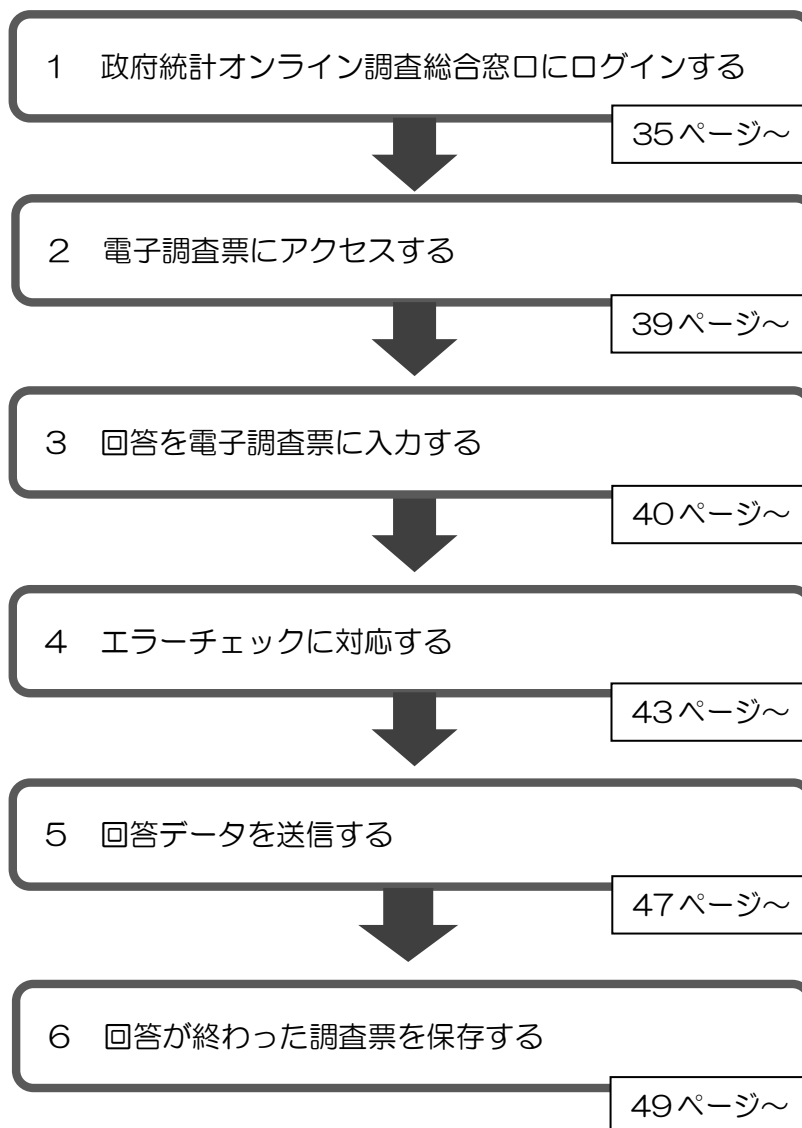 1 政府統計オンライン調査総合窓口にログインする
35ページ～
2 電子調査票にアクセスする
39ページ～
3 回答を電子調査票に入力する
40ページ～
4 エラーチェックに対応する
43ページ～
5 回答データを送信する
47ページ～
6 回答が終わった調査票を保存する
49ページ～